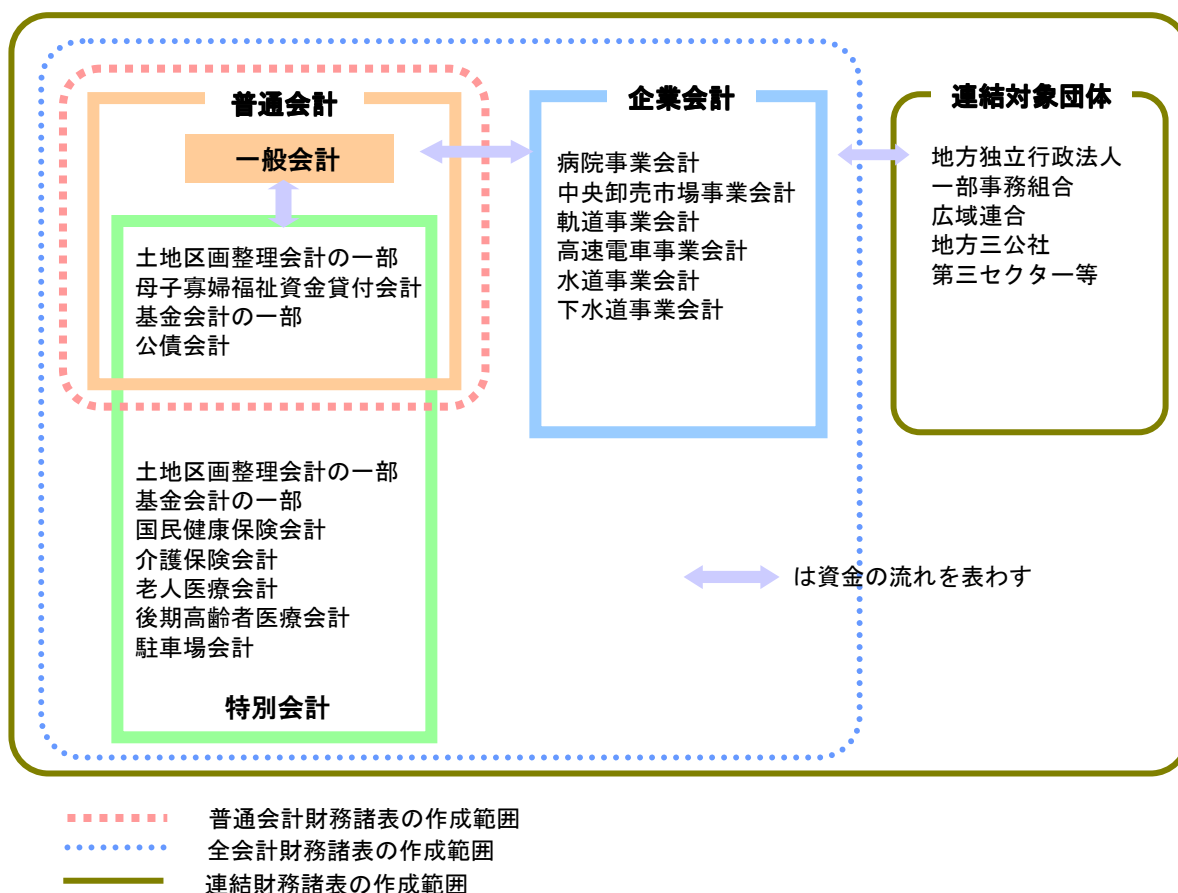 普通会計
一般会計
土地区画整理会計の一部
母子寡婦福祉資金貸付会計
基金会計の一部
公債会計
土地区画整理会計の一部
基金会計の一部
国民健康保険会計
介護保険会計
老人医療会計
後期高齢者医療会計
駐車場会計
特別会計
企業会計
病院事業会計
中央卸売市場事業会計
軌道事業会計
高速電車事業会計
水道事業会計
下水道事業会計
連結対象団体
地方独立行政法人
一部事務組合
広域連合
地方三公社
第三セクター等
は資金の流れを表わす
普通会計財務諸表の作成範囲
全会計財務諸表の作成範囲
連結財務諸表の作成範囲